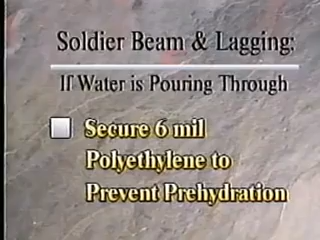 Soldier Beam & Lagging:
If Water is Pouring Through
Secure 6 mil
Polyethylene to
Prevent Prehydration